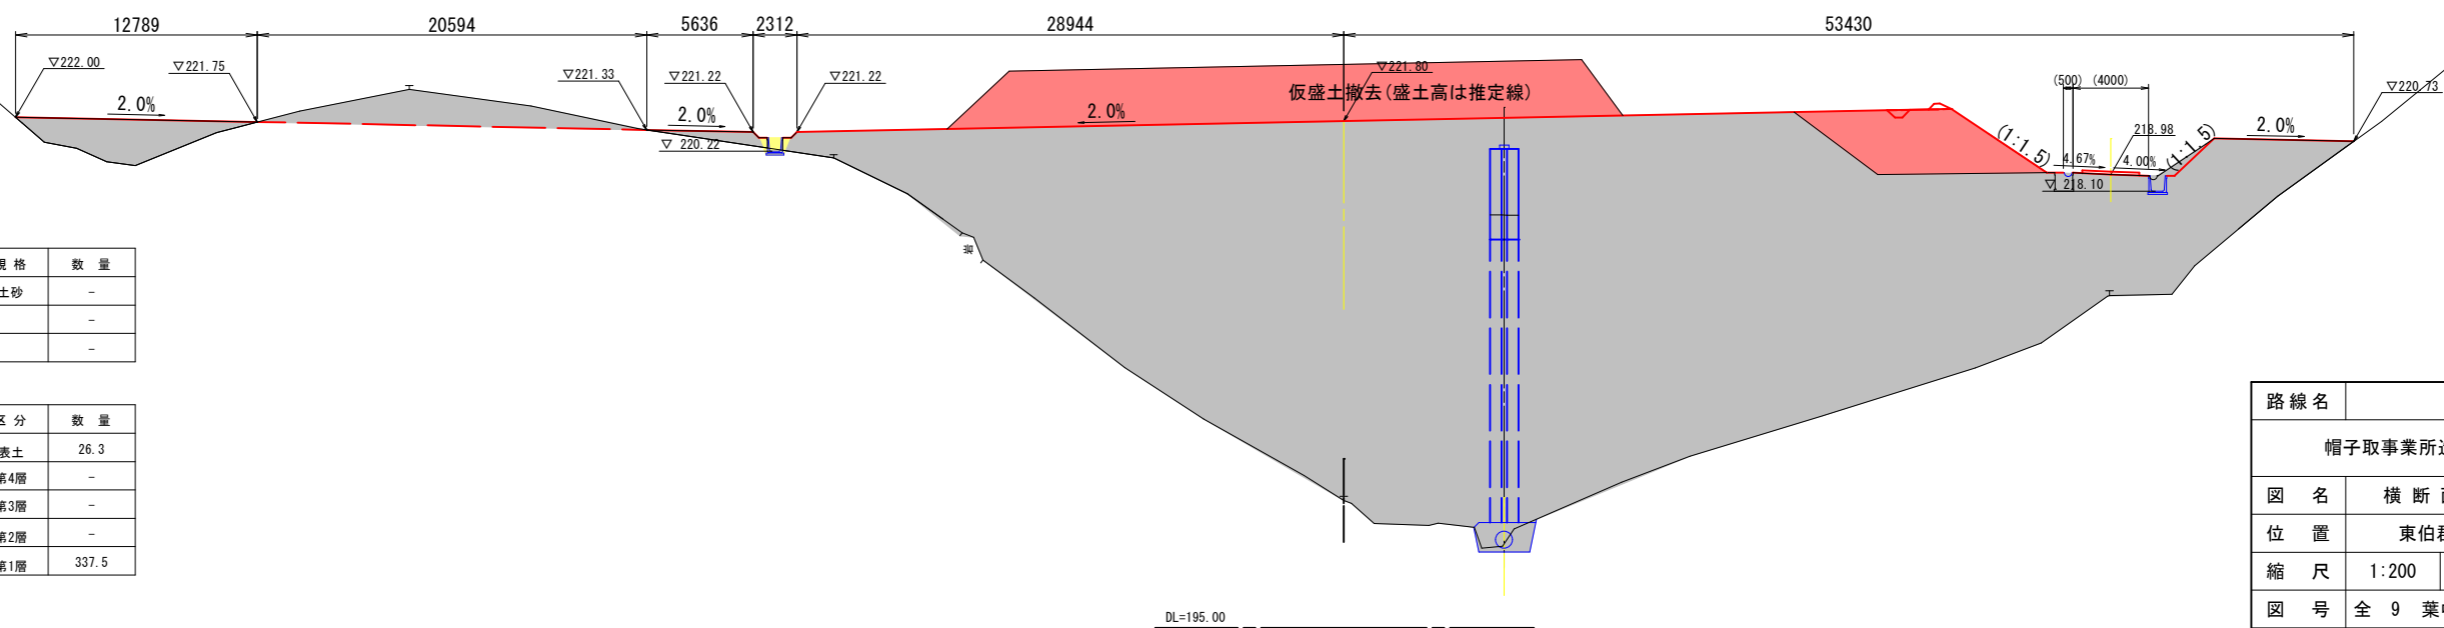 12789 20594 5636 2312 28944 53430
▽222.00 ▽221.75 ▽221.33 ▽221.22 ▽221.22 ▽221.80 (500) (4000) ▽220.73
仮盛土撤去(盛土高は推定線)
2.0% 2.0% 2.0% 2.0%
▽ 220.22
(1:1.5) 4.67% 218.98 4.00% (1:1.5)
▽ 218.10
岩
規格 数 量
土砂 -
-
-
区 分 数 量
表土 26.3
第4層 -
第3層 -
第2層 -
第1層 337.5
路線名
帽子取事業所
図 名 横 断
位 置 東伯
縮 尺 1:200
図 号 全 9 葉
DL=195.00